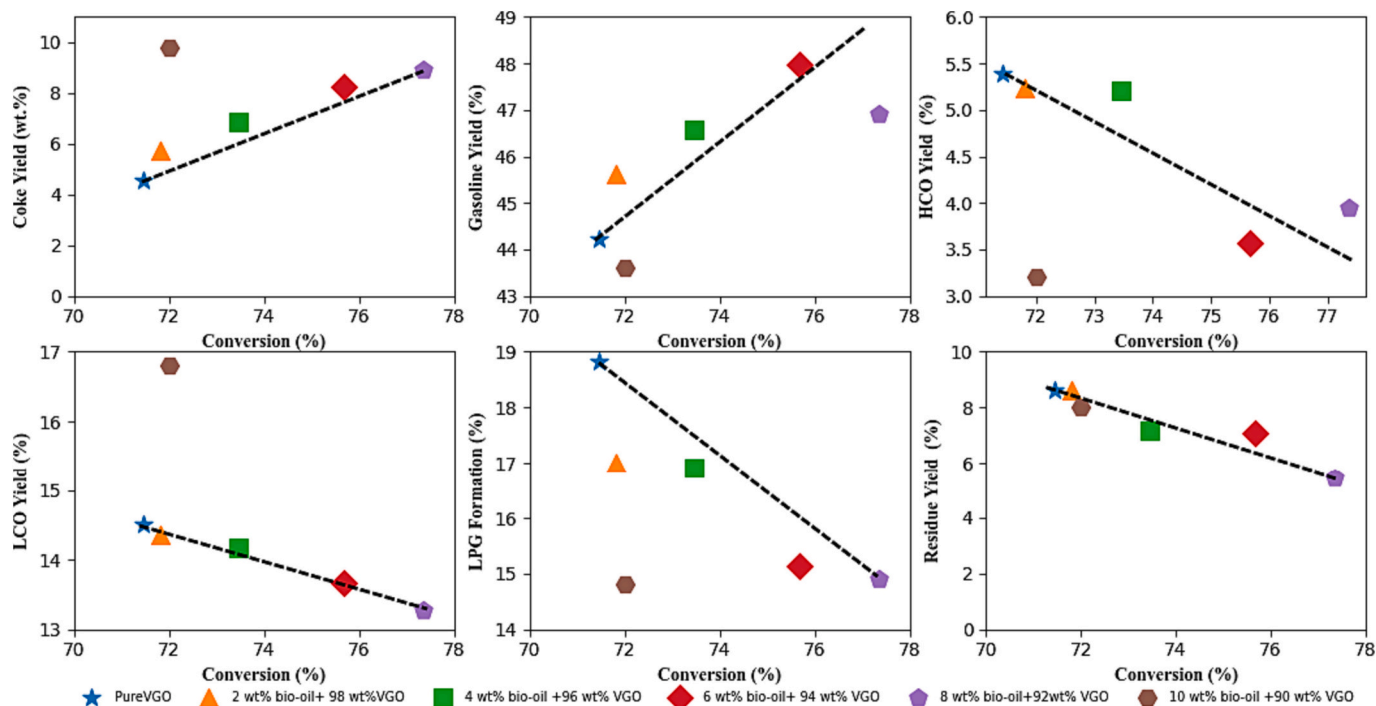 Coke Yield (wt.%)
10
8
6
4
2
0
70 72 74 76 78
Conversion (%)
Gasoline Yield (%)
49
48
47
46
45
44
43
70 72 74 76 78
Conversion (%)
HCO Yield (%)
6.0
5.5
5.0
4.5
4.0
3.5
3.0
72 73 74 75 76 77
Conversion (%)
LCO Yield (%)
17
16
15
14
13
70 72 74 76 78
Conversion (%)
LPG Formation (%)
19
18
17
16
15
14
70 72 74 76 78
Conversion (%)
Residue Yield (%)
10
8
6
4
2
0
70 72 74 76 78
Conversion (%)
PureVGO 2 wt% bio-oil+ 98 wt%VGO 4 wt% bio-oil +96 wt% VGO 6 wt% bio-oil+ 94 wt% VGO 8 wt% bio-oil+92wt% VGO 10 wt% bio-oil +90 wt% VGO